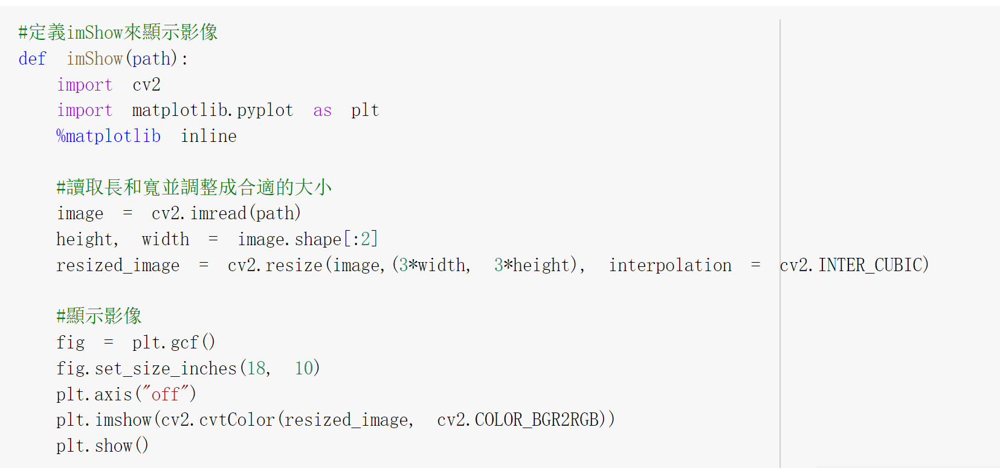 #定義imShow來顯示影像
def imShow(path):
    import cv2
    import matplotlib.pyplot as plt
    %matplotlib inline

    #讀取長和寬並調整成合適的大小
    image = cv2.imread(path)
    height, width = image.shape[:2]
    resized_image = cv2.resize(image,(3*width, 3*height), interpolation = cv2.INTER_CUBIC)

    #顯示影像
    fig = plt.gcf()
    fig.set_size_inches(18, 10)
    plt.axis("off")
    plt.imshow(cv2.cvtColor(resized_image, cv2.COLOR_BGR2RGB))
    plt.show()